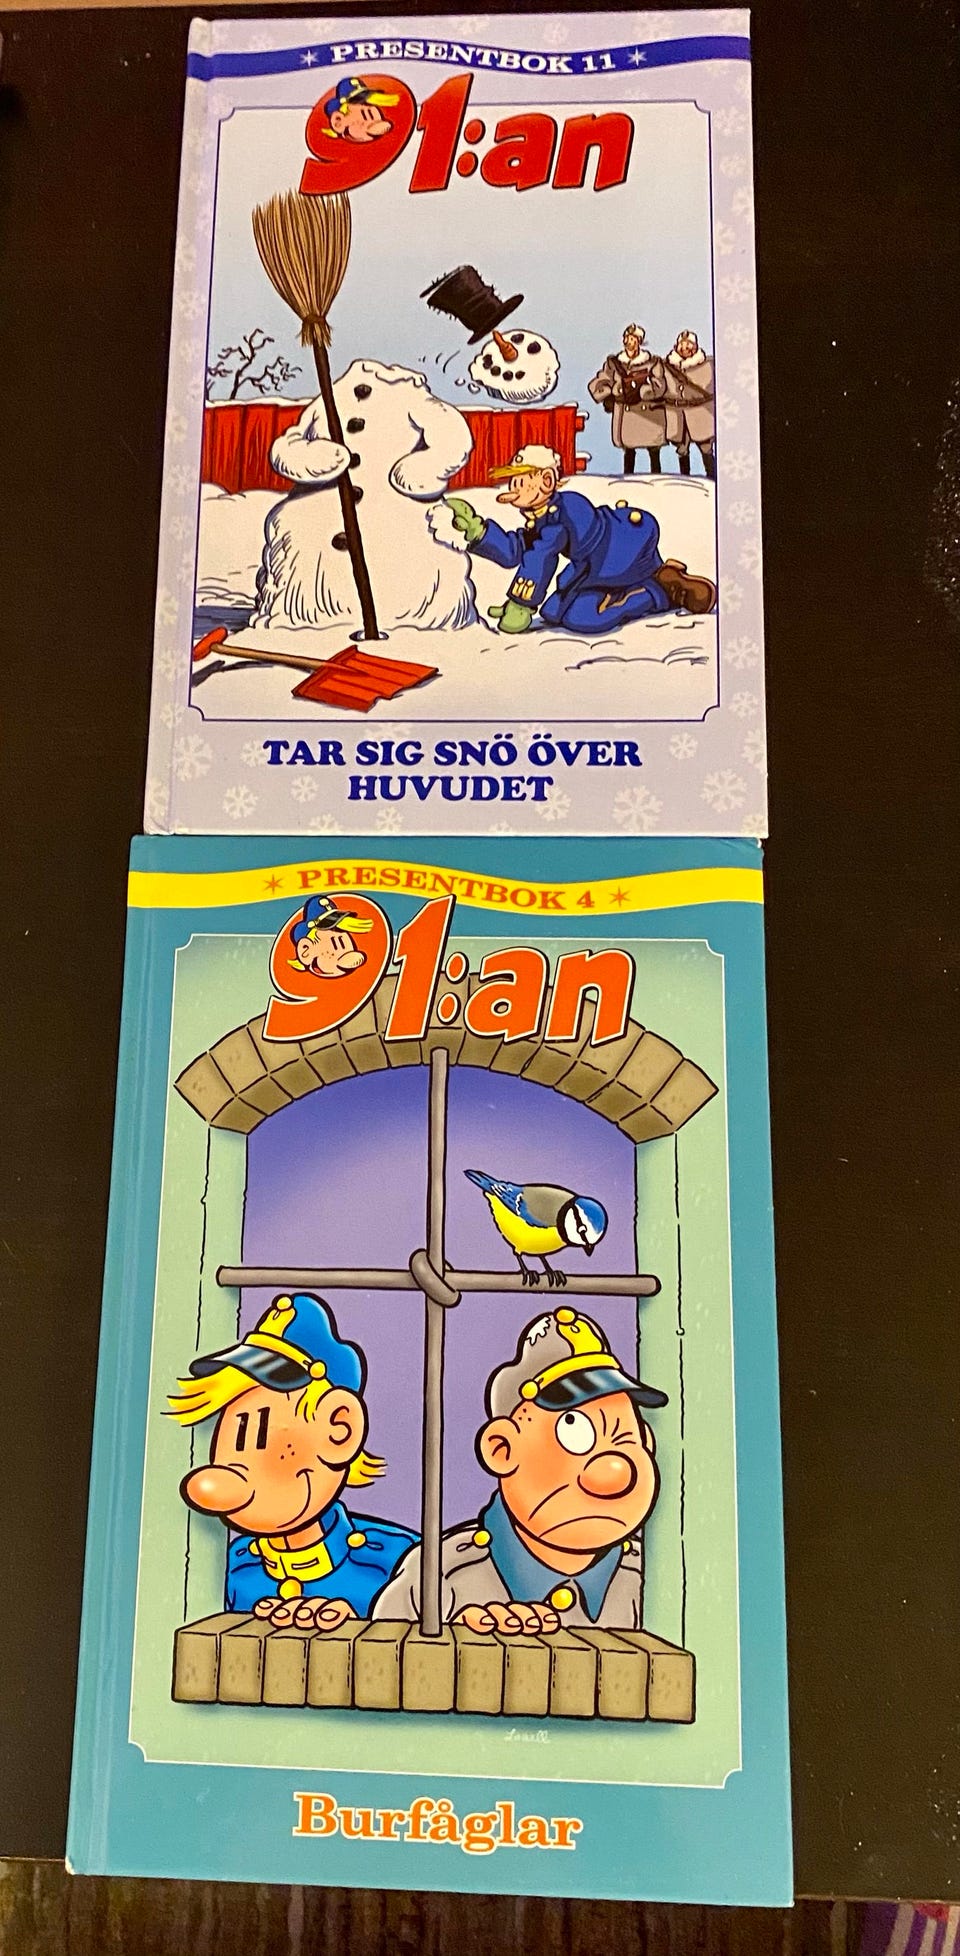 * PRESENTBOK 11 *
91:an
TAR SIG SNÖ ÖVER
HUVUDET
* PRESENTBOK 4 *
91:an
Burfåglar